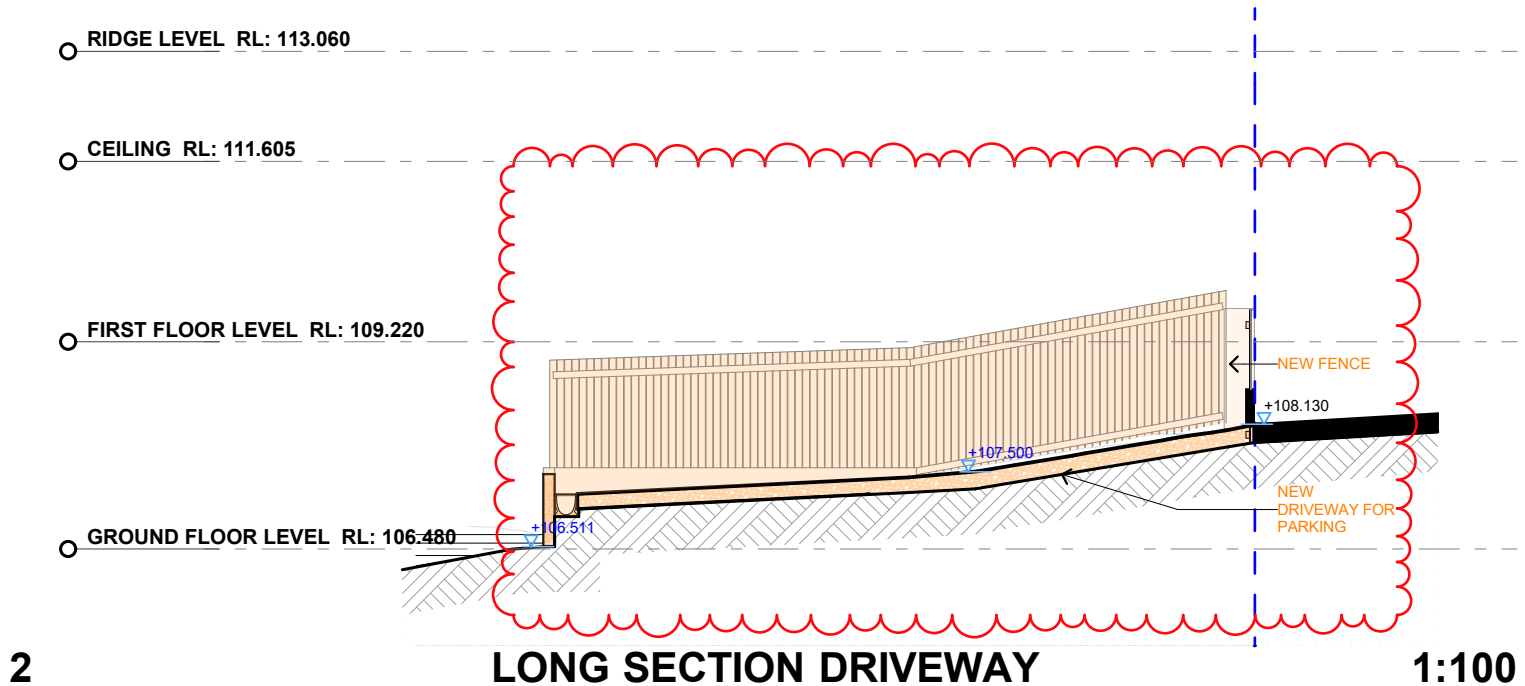 RIDGE LEVEL RL: 113.060
CEILING RL: 111.605
FIRST FLOOR LEVEL RL: 109.220
NEW FENCE
+108.130
+107.500
NEW
DRIVEWAY FOR
PARKING
+106.511
GROUND FLOOR LEVEL RL: 106.480
2 LONG SECTION DRIVEWAY 1:100